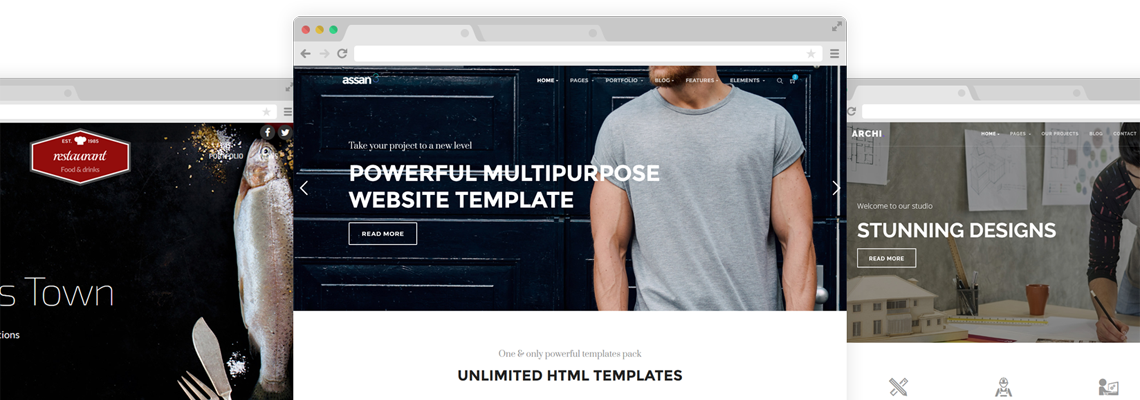 EST. 1985
restaurant
Food & drinks
PORTFOLIO
s Town
tions
assan
HOME PAGES PORTFOLIO BLOG FEATURES ELEMENTS
Take your project to a new level
POWERFUL MULTIPURPOSE
WEBSITE TEMPLATE
READ MORE
One & only powerful templates pack
UNLIMITED HTML TEMPLATES
ARCHI
HOME PAGES OUR PROJECTS BLOG CONTACT
Welcome to our studio
STUNNING DESIGNS
READ MORE